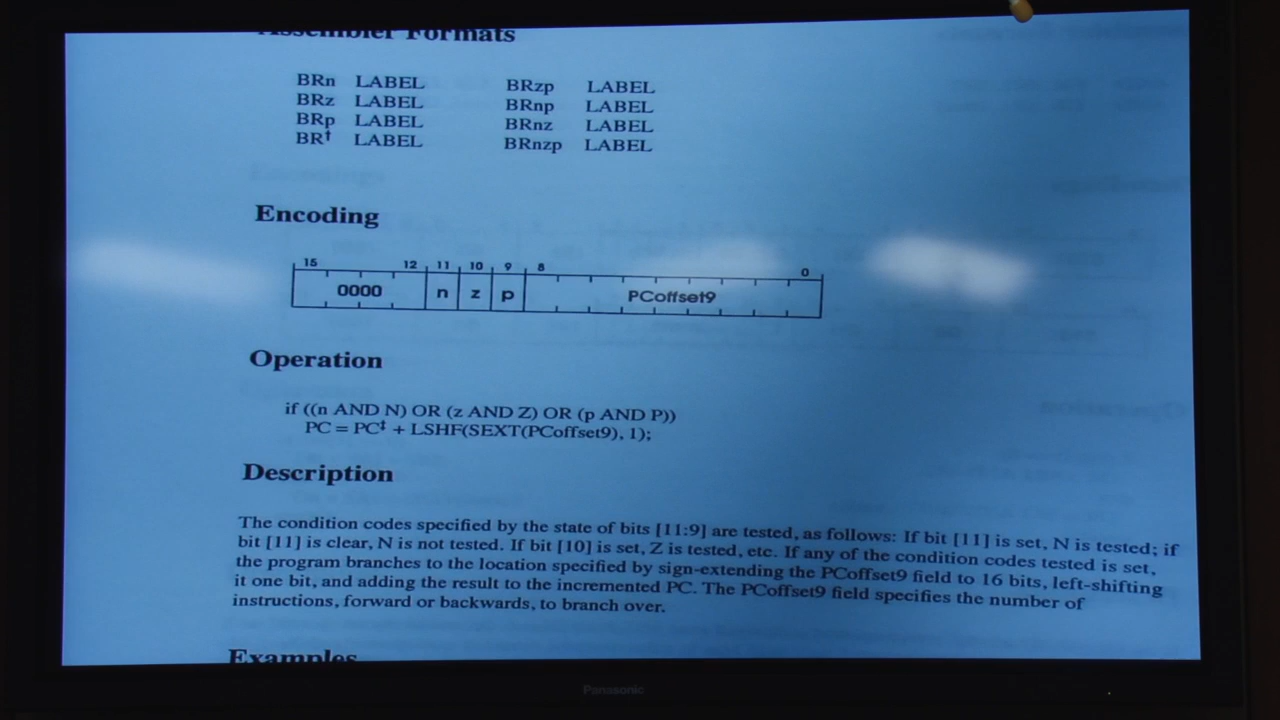 Assembler Formats
BRn LABEL BRzp LABEL
BRz LABEL BRnp LABEL
BRp LABEL BRnz LABEL
BR† LABEL BRnzp LABEL
Encoding
15 12 11 10 9 8 0
0000 n z p PCoffset9
Operation
if ((n AND N) OR (z AND Z) OR (p AND P))
PC = PC‡ + LSHF(SEXT(PCoffset9), 1);
Description
The condition codes specified by the state of bits [11:9] are tested, as follows: If bit [11] is set, N is tested; if
bit [11] is clear, N is not tested. If bit [10] is set, Z is tested, etc. If any of the condition codes tested is set,
the program branches to the location specified by sign-extending the PCoffset9 field to 16 bits, left-shifting
it one bit, and adding the result to the incremented PC. The PCoffset9 field specifies the number of
instructions, forward or backwards, to branch over.
Examples
Panasonic